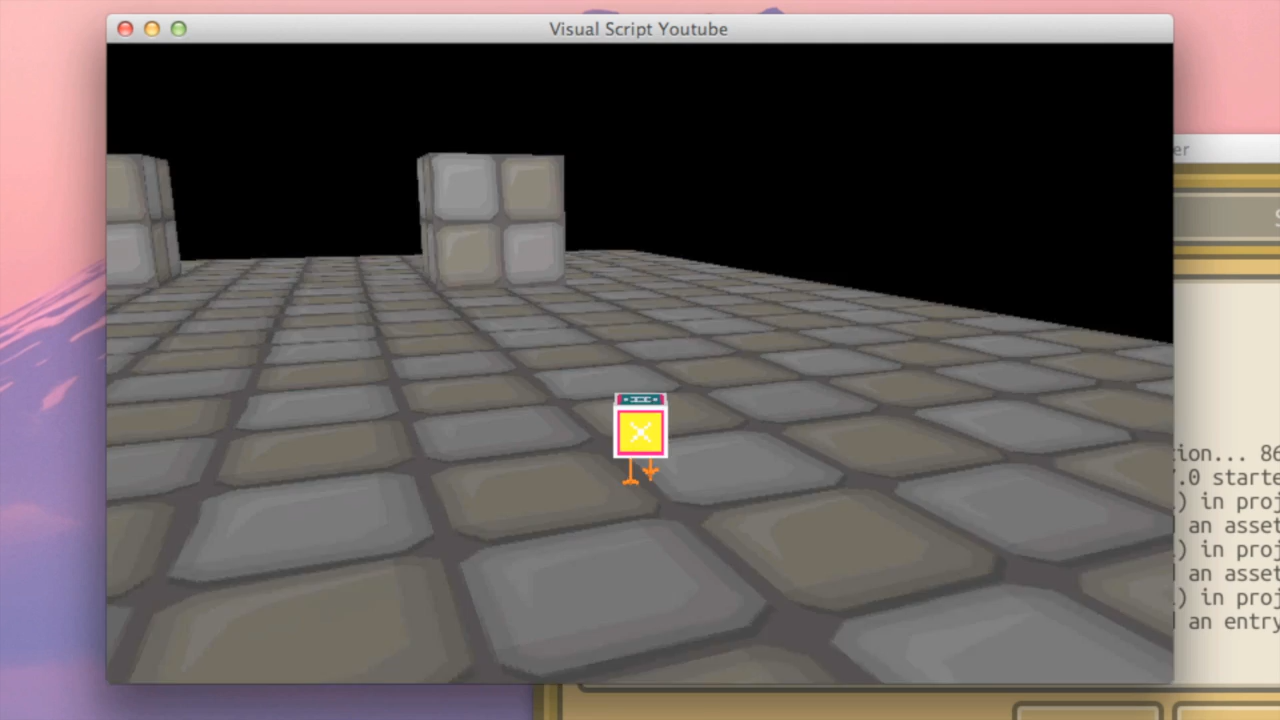 Visual Script Youtube
er
S
tion... 86
7.0 starte
.) in proj
an asset
.) in proj
an asset
.) in proj
an entry